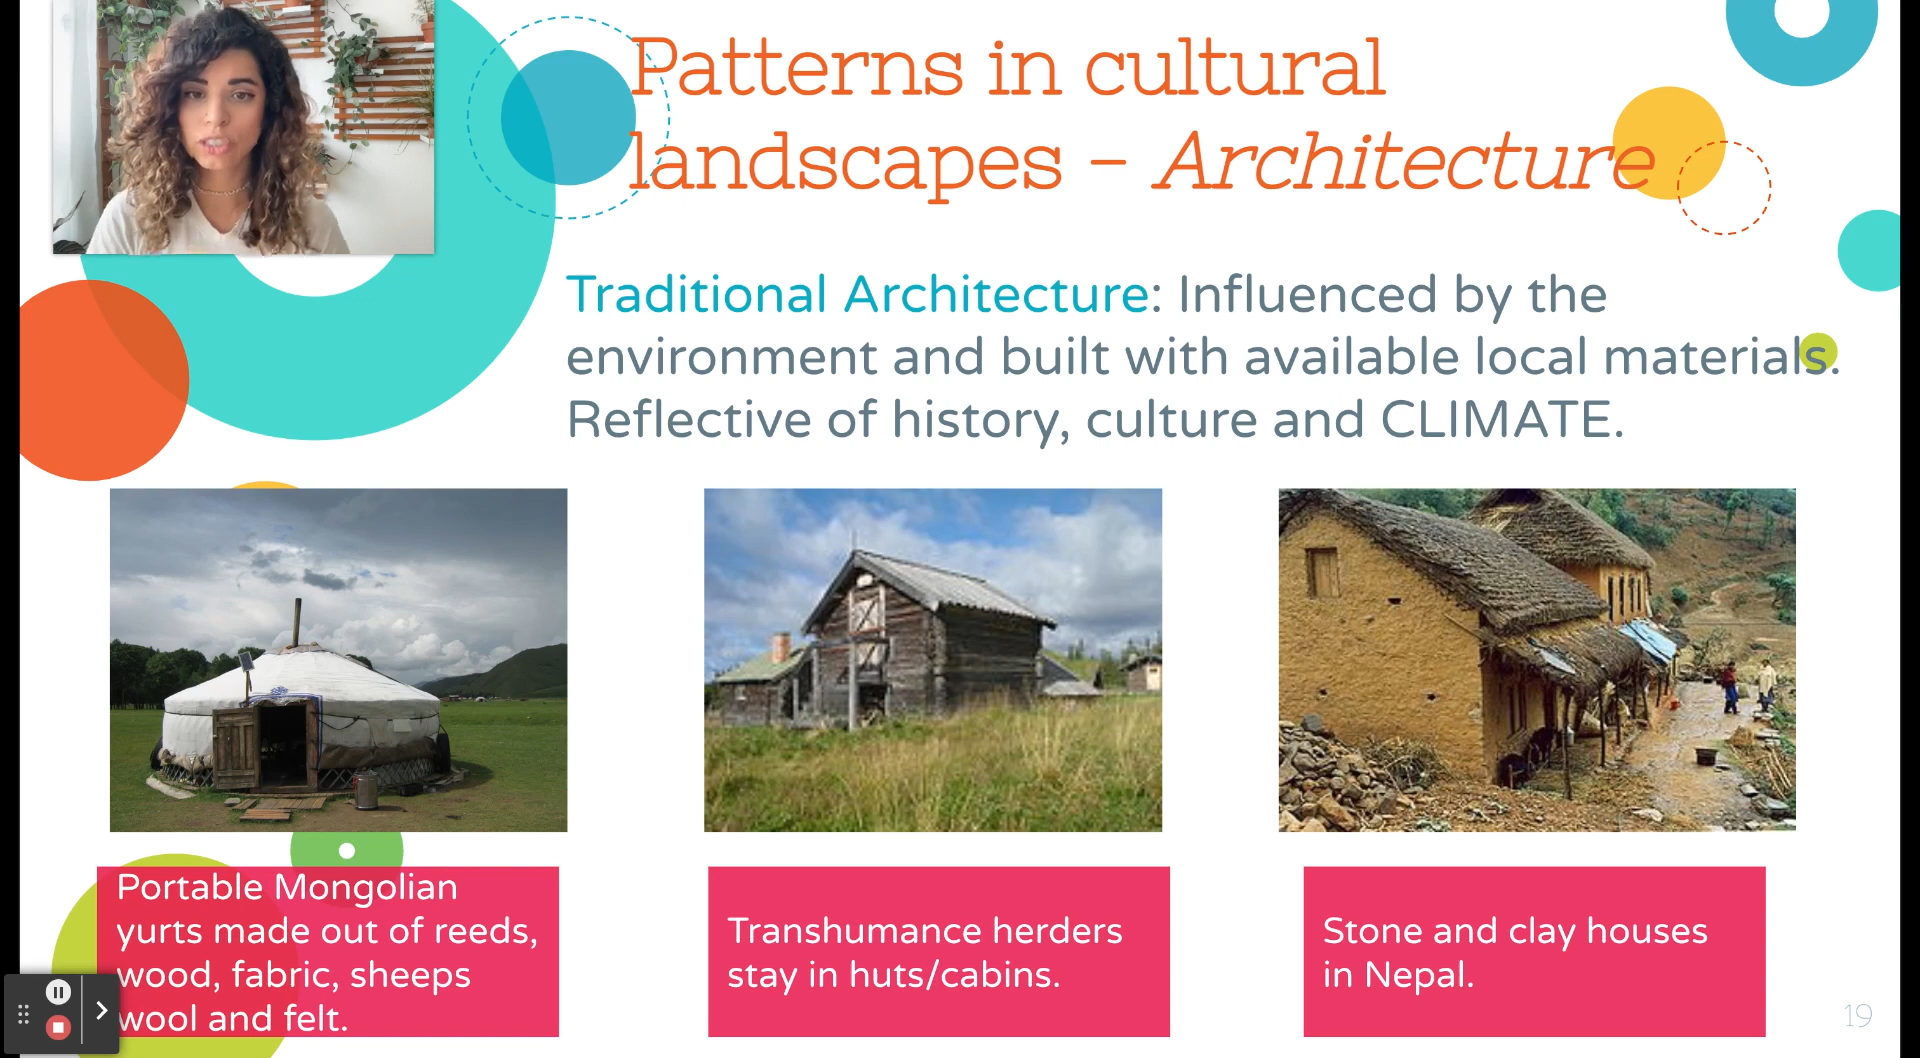 Patterns in cultural
landscapes – Architecture
Traditional Architecture: Influenced by the
environment and built with available local materials.
Reflective of history, culture and CLIMATE.
Portable Mongolian
yurts made out of reeds,
wood, fabric, sheeps
wool and felt.
Transhumance herders
stay in huts/cabins.
Stone and clay houses
in Nepal.
19